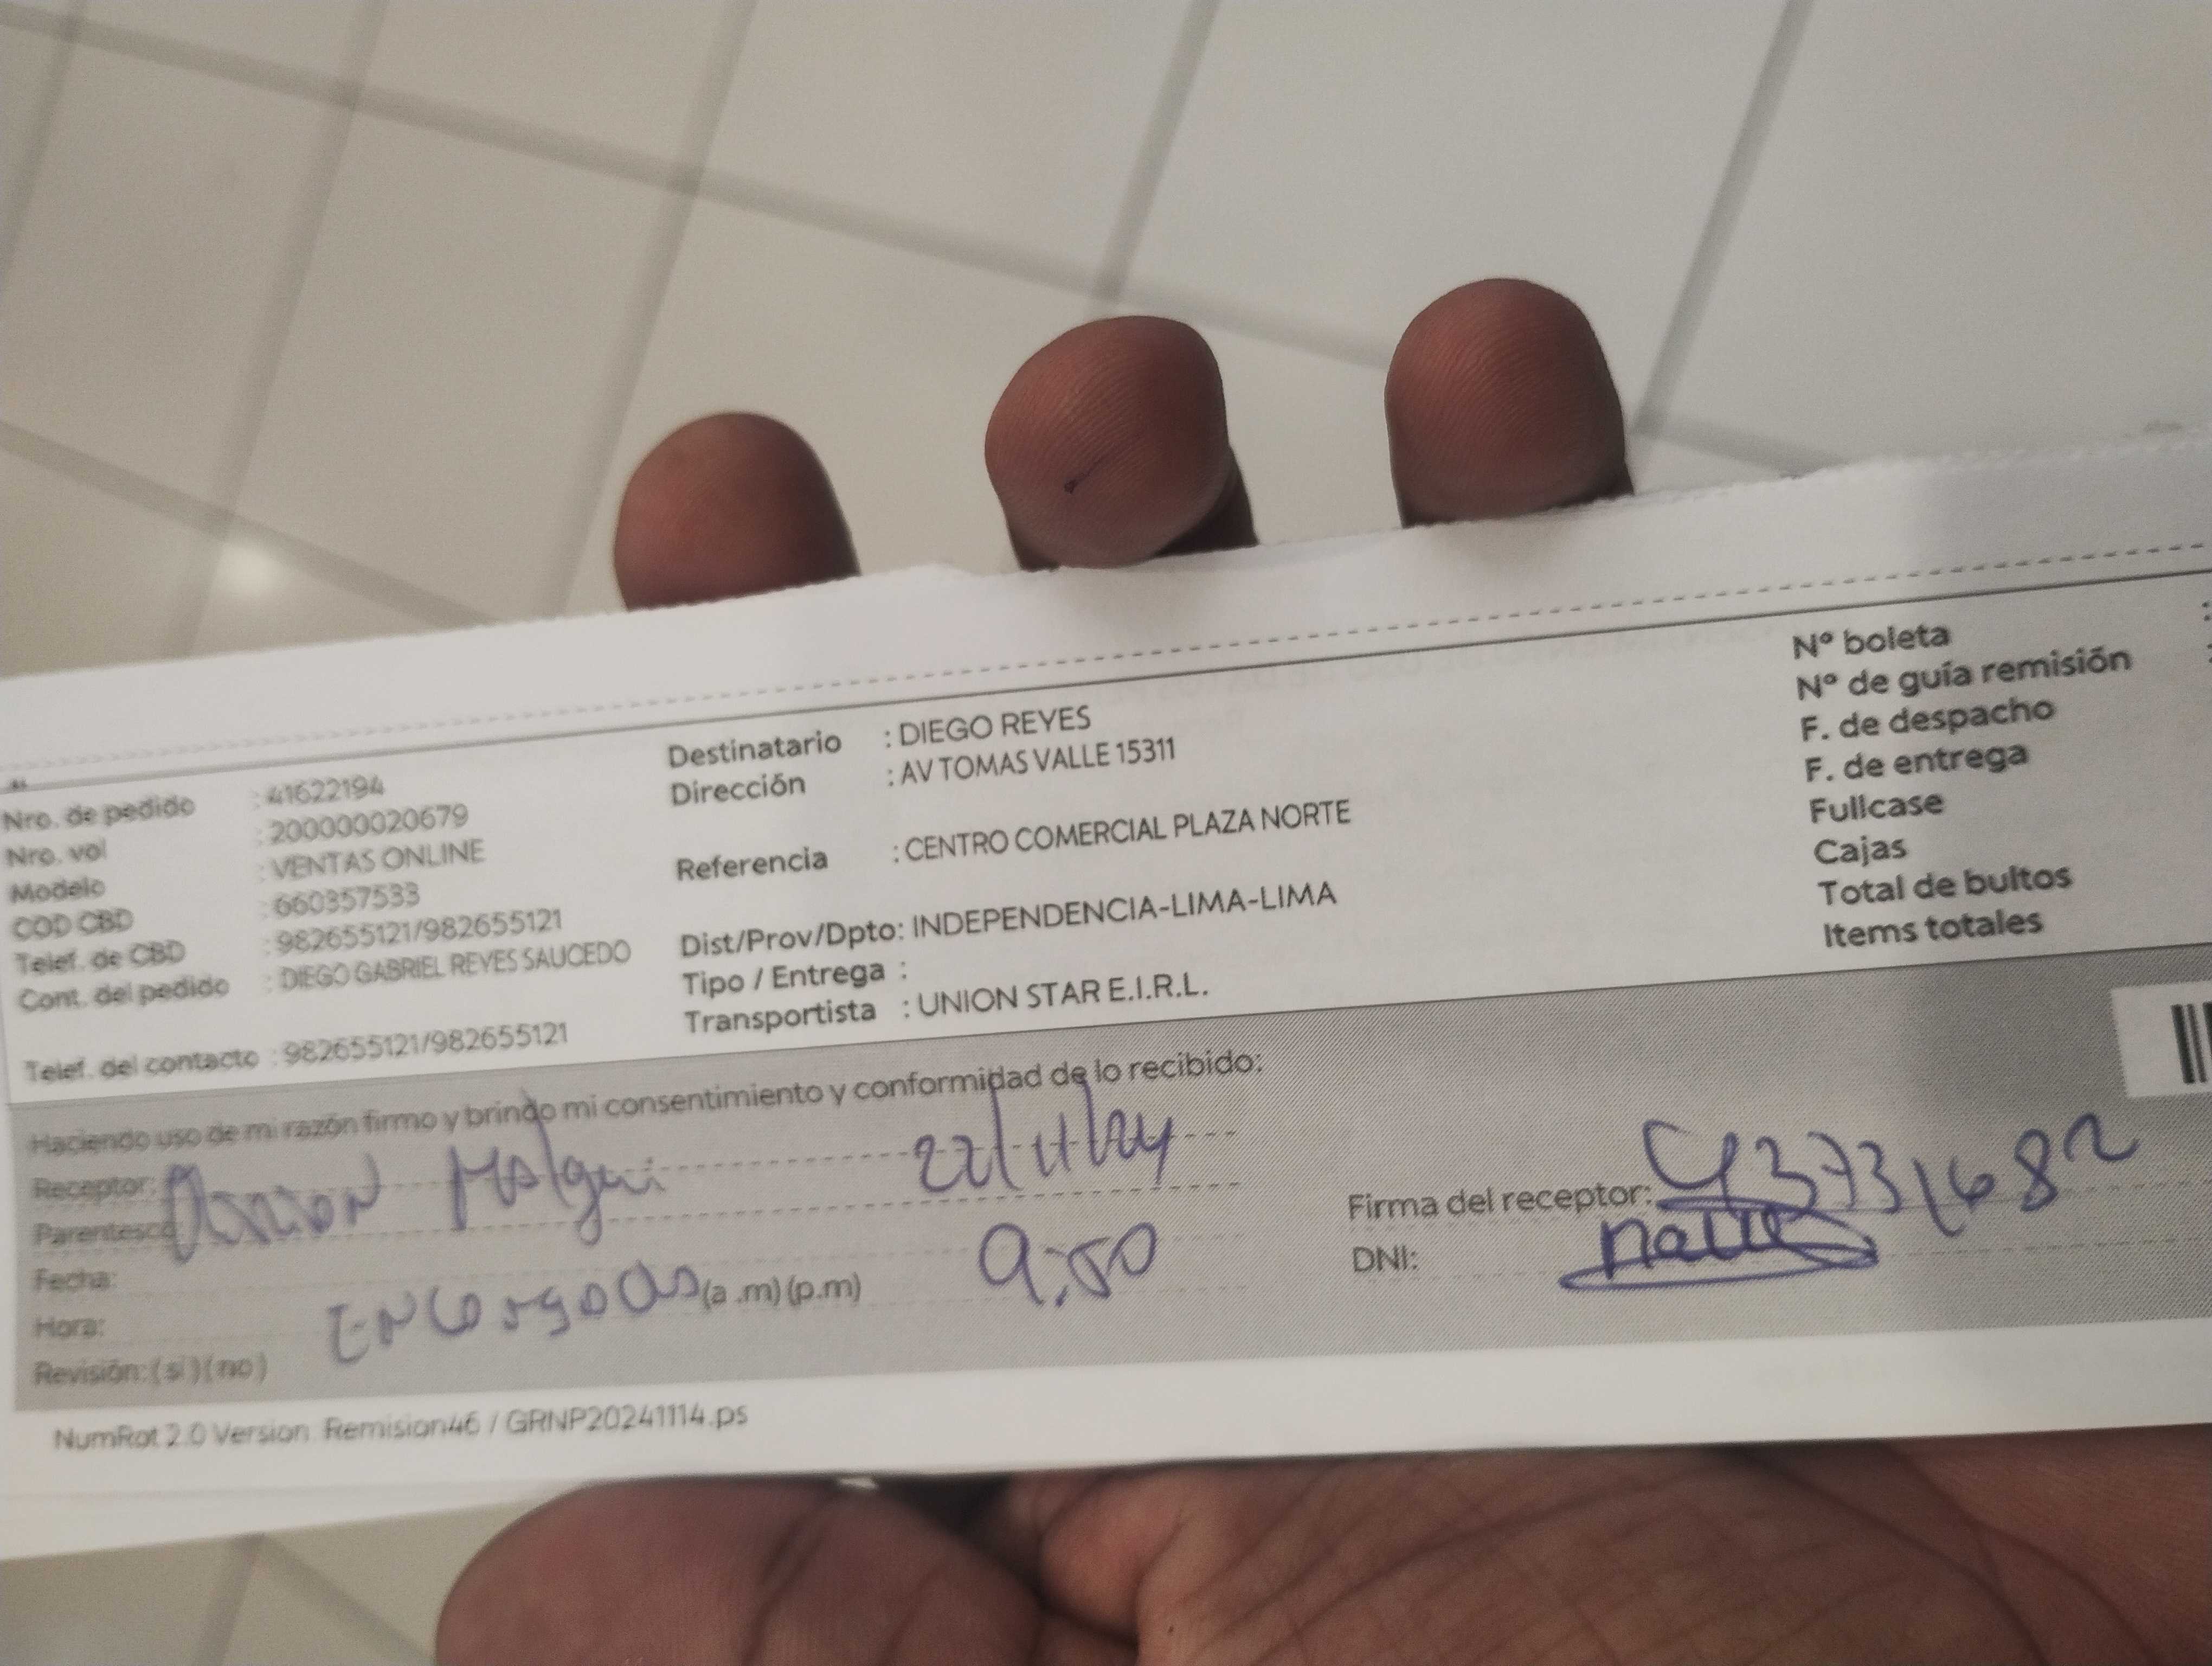 Nro. de pedido : 41622194
Nro. vol : 200000020679
Modelo : VENTAS ONLINE
COD CBD : 660357533
Telef. de CBD : 982655121/982655121
Cont. del pedido : DIEGO GABRIEL REYES SAUCEDO
Telef. del contacto : 982655121/982655121
Destinatario : DIEGO REYES
Dirección : AV TOMAS VALLE 15311
Referencia : CENTRO COMERCIAL PLAZA NORTE
Dist/Prov/Dpto: INDEPENDENCIA-LIMA-LIMA
Tipo / Entrega :
Transportista : UNION STAR E.I.R.L.
N° boleta :
N° de guía remisión :
F. de despacho
F. de entrega
Fullcase
Cajas
Total de bultos
Items totales
Haciendo uso de mi razón firmo y brindo mi consentimiento y conformidad de lo recibido:
Receptor:
Parentesco
22/11/24
Fecha:
Hora: (a .m) (p.m) 9:50
Revisión: (si) (no)
Firma del receptor:
DNI:
NumRot 2.0 Version. Remision46 / GRNP20241114.ps